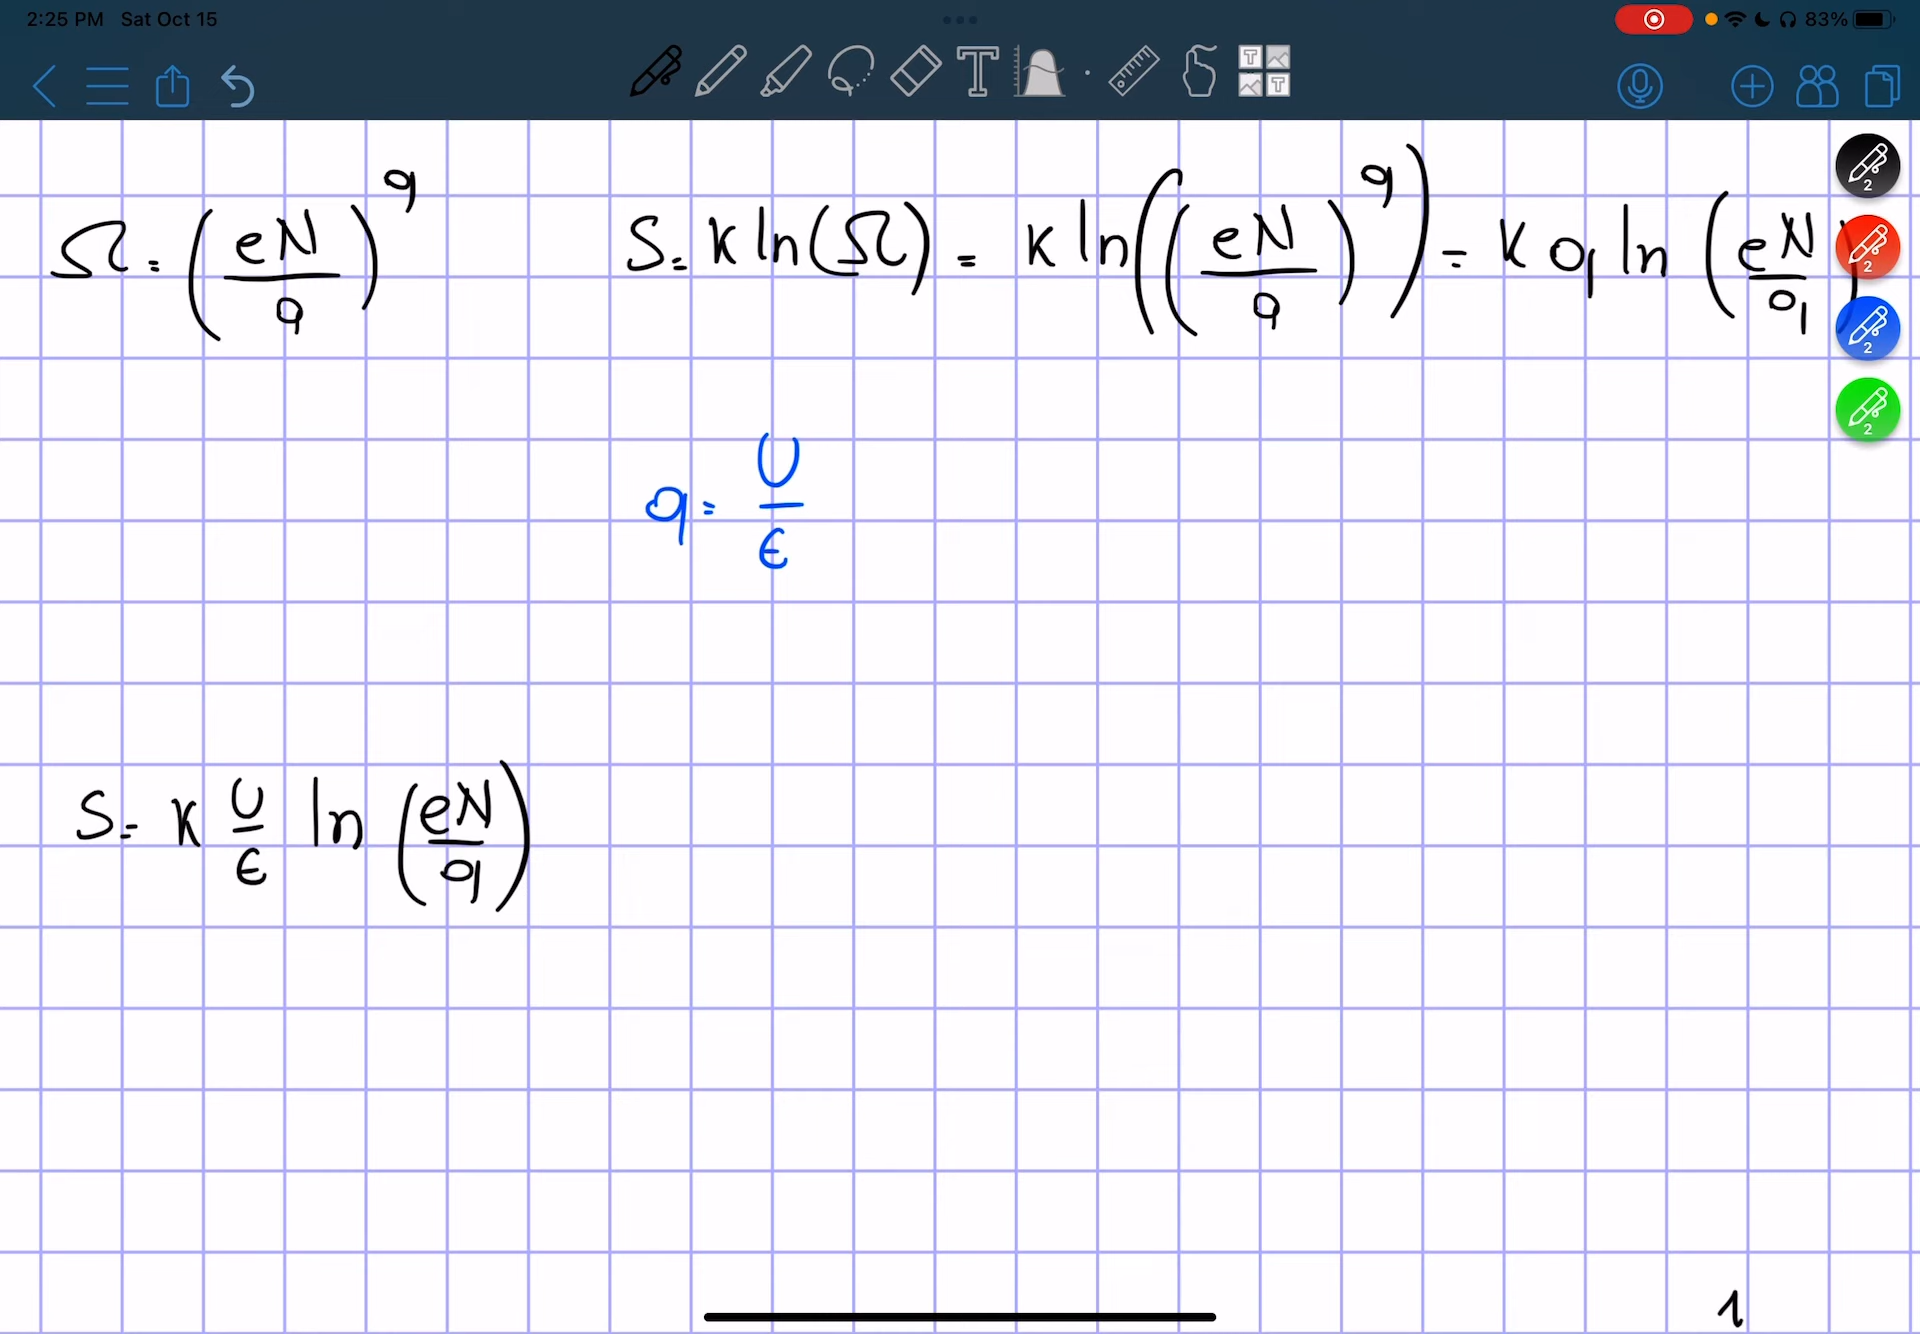 2:25 PM Sat Oct 15 83%
Ω = (eN/q)^q S = k ln(Ω) = k ln((eN/q)^q) = k q ln(eN/q)
q = U/ϵ
S = k U/ϵ ln(eN/q)
1